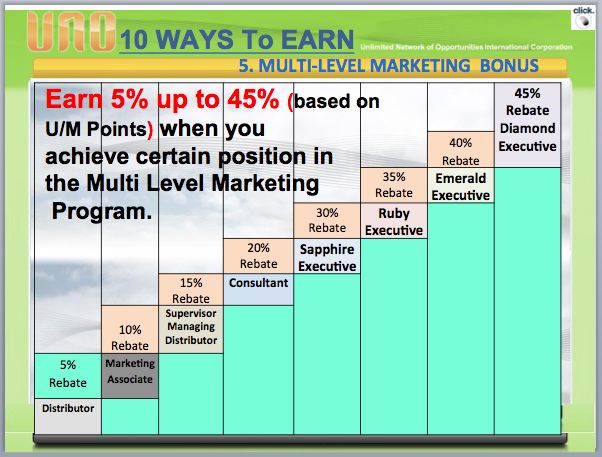 click.
UNO 10 WAYS To EARN Unlimited Network of Opportunities International Corporation
5. MULTI-LEVEL MARKETING BONUS
Earn 5% up to 45% (based on
U/M Points) when you
achieve certain position in
the Multi Level Marketing
Program.
45%
Rebate
Diamond
Executive
40%
Rebate
Emerald
Executive
35%
Rebate
Ruby
Executive
30%
Rebate
Sapphire
Executive
20%
Rebate
Consultant
15%
Rebate
Supervisor
Managing
Distributor
10%
Rebate
Marketing
Associate
5%
Rebate
Distributor